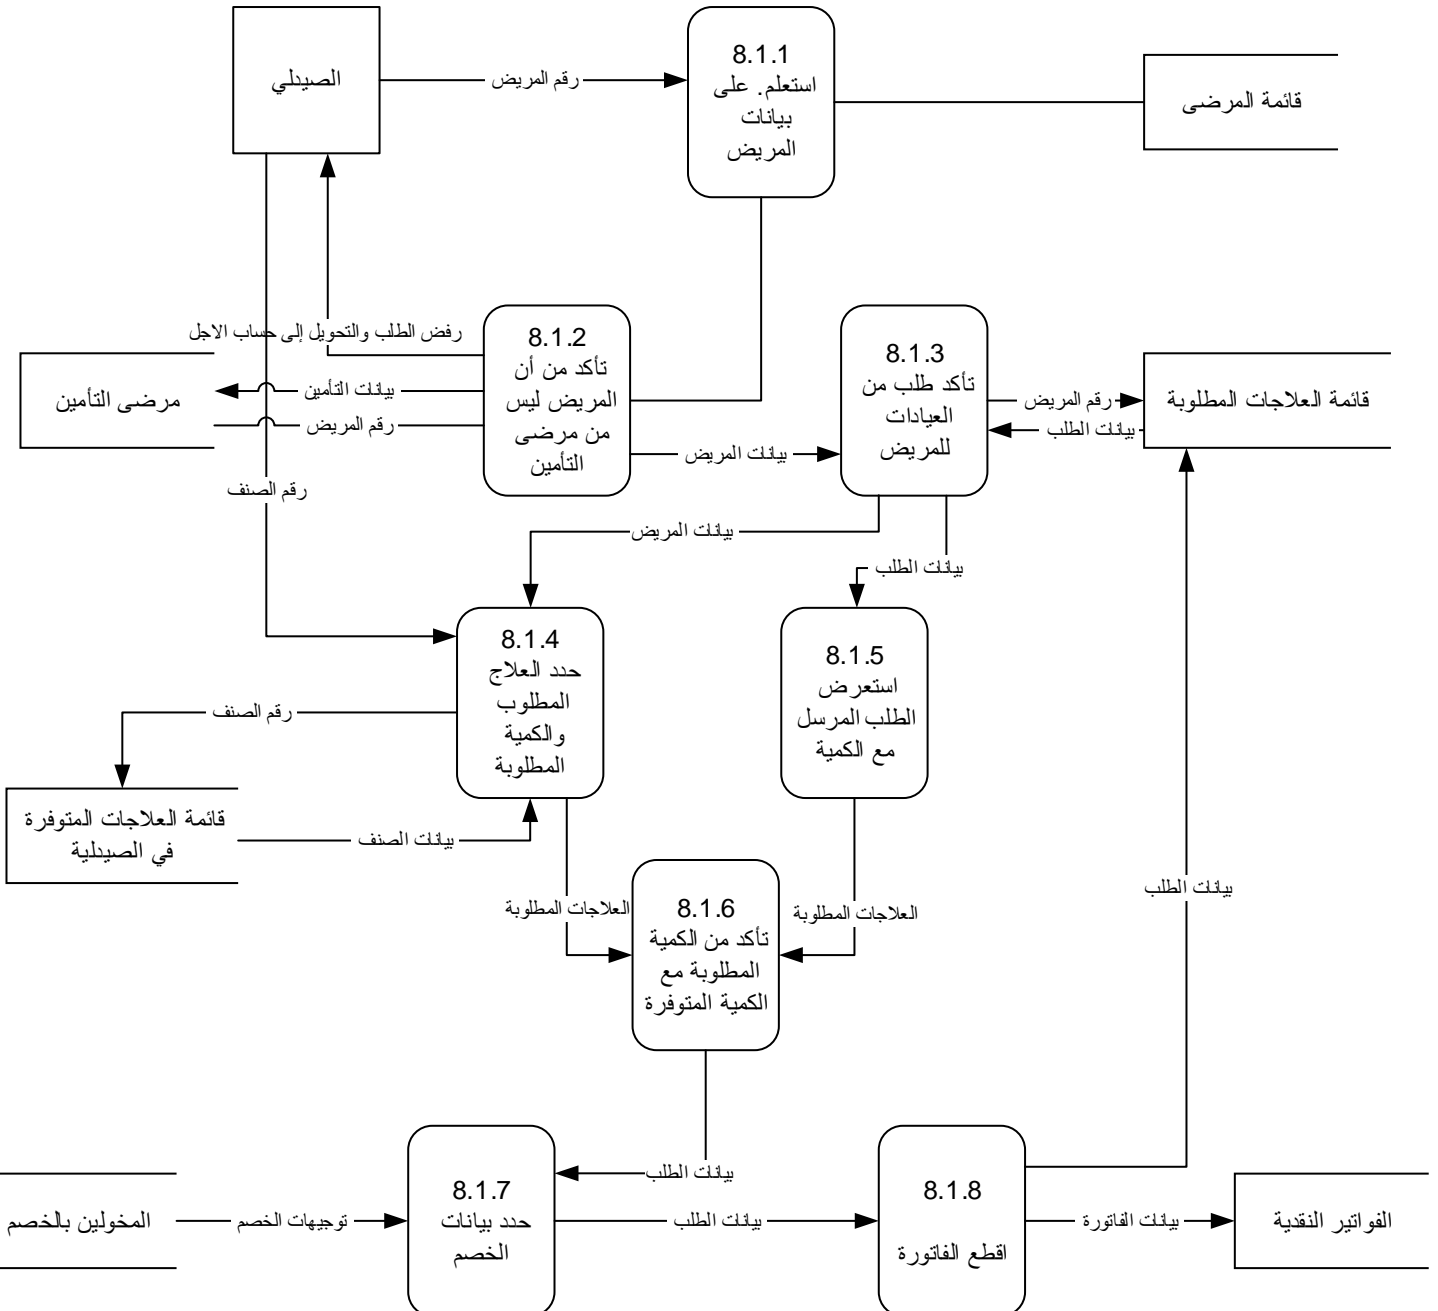 الصيدلي
رقم المريض
8.1.1
استعلم. على
بيانات
المريض
قائمة المرضى
رفض الطلب والتحويل إلى حساب الاجل
8.1.2
تأكد من أن
المريض ليس
من مرضى
التأمين
8.1.3
تأكد طلب من
العيادات
للمريض
مرضى التأمين
بيانات التأمين
رقم المريض
بيانات المريض
رقم المريض
بيانات الطلب
قائمة العلاجات المطلوبة
رقم الصنف
بيانات المريض
بيانات الطلب
8.1.4
حدد العلاج
المطلوب
والكمية
المطلوبة
8.1.5
استعرض
الطلب المرسل
مع الكمية
رقم الصنف
قائمة العلاجات المتوفرة
في الصيدلية
بيانات الصنف
العلاجات المطلوبة
8.1.6
تأكد من الكمية
المطلوبة مع
الكمية المتوفرة
العلاجات المطلوبة
بيانات الطلب
بيانات الطلب
المخولين بالخصم
توجيهات الخصم
8.1.7
حدد بيانات
الخصم
بيانات الطلب
8.1.8
اقطع الفاتورة
بيانات الفاتورة
الفواتير النقدية